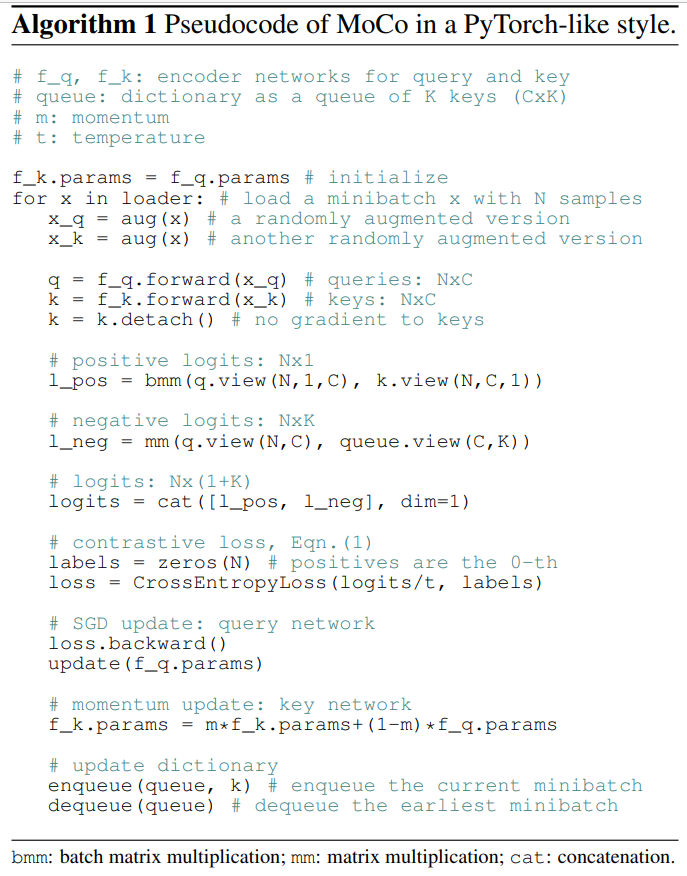 Algorithm 1 Pseudocode of MoCo in a PyTorch-like style.
# f_q, f_k: encoder networks for query and key
# queue: dictionary as a queue of K keys (CxK)
# m: momentum
# t: temperature
f_k.params = f_q.params # initialize
for x in loader: # load a minibatch x with N samples
x_q = aug(x) # a randomly augmented version
x_k = aug(x) # another randomly augmented version
q = f_q.forward(x_q) # queries: NxC
k = f_k.forward(x_k) # keys: NxC
k = k.detach() # no gradient to keys
# positive logits: Nx1
l_pos = bmm(q.view(N,1,C), k.view(N,C,1))
# negative logits: NxK
l_neg = mm(q.view(N,C), queue.view(C,K))
# logits: Nx(1+K)
logits = cat([l_pos, l_neg], dim=1)
# contrastive loss, Eqn.(1)
labels = zeros(N) # positives are the 0-th
loss = CrossEntropyLoss(logits/t, labels)
# SGD update: query network
loss.backward()
update(f_q.params)
# momentum update: key network
f_k.params = m*f_k.params+(1-m)*f_q.params
# update dictionary
enqueue(queue, k) # enqueue the current minibatch
dequeue(queue) # dequeue the earliest minibatch
bmm: batch matrix multiplication; mm: matrix multiplication; cat: concatenation.